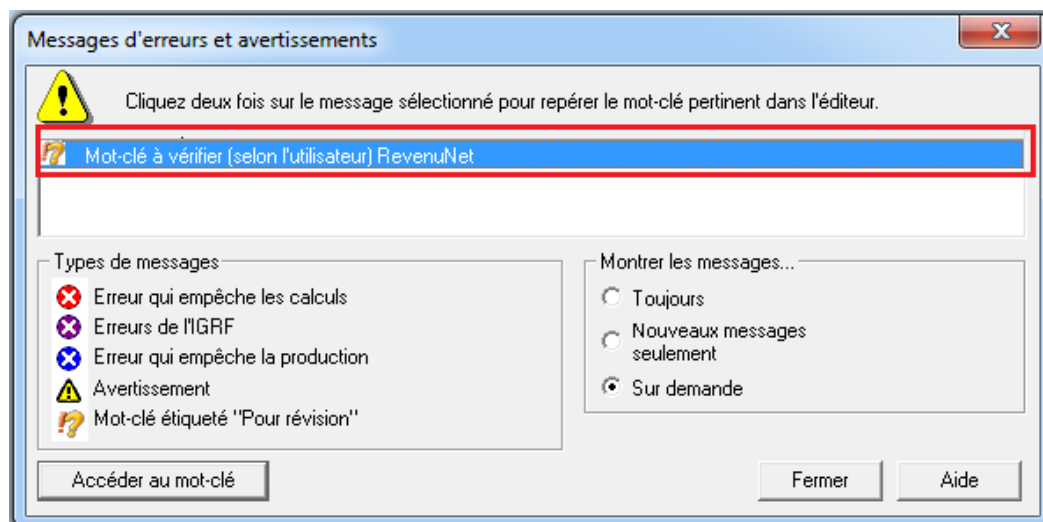 Messages d'erreurs et avertissements
Cliquez deux fois sur le message sélectionné pour repérer le mot-clé pertinent dans l'éditeur.
Mot-clé à vérifier (selon l'utilisateur) RevenuNet
Types de messages
Erreur qui empêche les calculs
Erreurs de l'IGRF
Erreur qui empêche la production
Avertissement
Mot-clé étiqueté "Pour révision"
Montrer les messages...
Toujours
Nouveaux messages
seulement
Sur demande
Accéder au mot-clé
Fermer
Aide